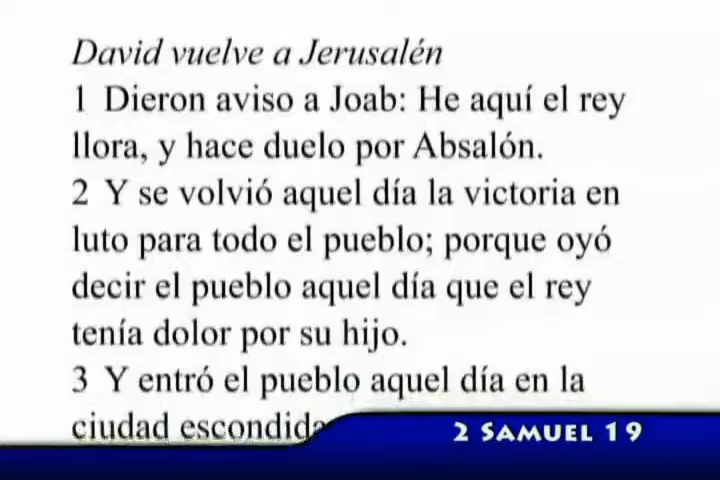 David vuelve a Jerusalén
1 Dieron aviso a Joab: He aquí el rey
llora, y hace duelo por Absalón.
2 Y se volvió aquel día la victoria en
luto para todo el pueblo; porque oyó
decir el pueblo aquel día que el rey
tenía dolor por su hijo.
3 Y entró el pueblo aquel día en la
ciudad
2 SAMUEL 19